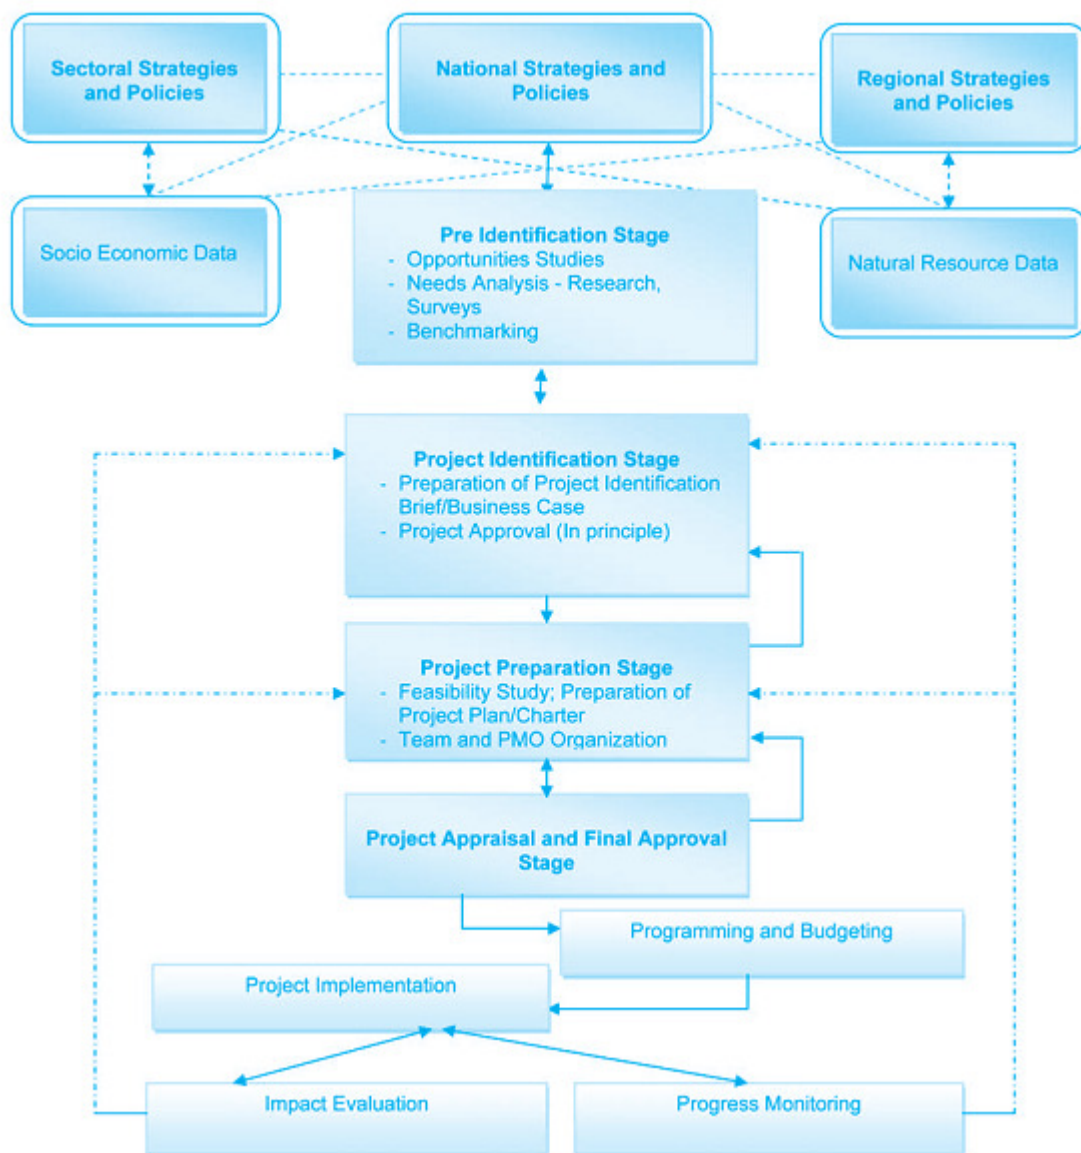 Sectoral Strategies
and Policies
National Strategies and
Policies
Regional Strategies
and Policies
Socio Economic Data
Pre Identification Stage
- Opportunities Studies
- Needs Analysis - Research,
Surveys
- Benchmarking
Natural Resource Data
Project Identification Stage
- Preparation of Project Identification
Brief/Business Case
- Project Approval (In principle)
Project Preparation Stage
- Feasibility Study; Preparation of
Project Plan/Charter
- Team and PMO Organization
Project Appraisal and Final Approval
Stage
Programming and Budgeting
Project Implementation
Impact Evaluation
Progress Monitoring